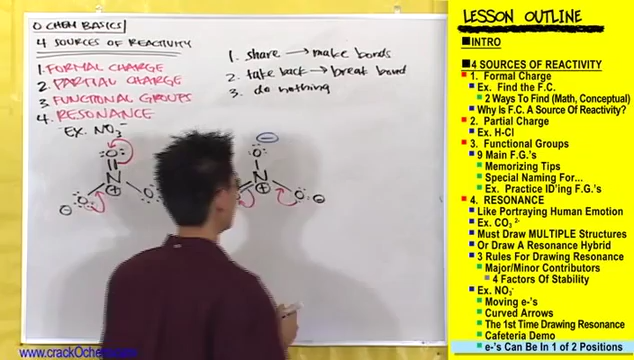 O CHEM BASICS
4 SOURCES OF REACTIVITY
1. FORMAL CHARGE
2. PARTIAL CHARGE
3. FUNCTIONAL GROUPS
4. RESONANCE
EX. NO3-
1. share → make bonds
2. take back → break bond
3. do nothing
O
N
O
O
O
N
O
www.crackOchem
LESSON OUTLINE
INTRO
4 SOURCES OF REACTIVITY
1. Formal Charge
Ex. Find the F.C.
2 Ways To Find (Math, Conceptual)
Why Is F.C. A Source Of Reactivity?
2. Partial Charge
Ex. H-Cl
3. Functional Groups
9 Main F.G.'s
Memorizing Tips
Special Naming For...
Ex. Practice ID'ing F.G.'s
4. RESONANCE
Like Portraying Human Emotion
Ex. CO3 2-
Must Draw MULTIPLE Structures
Or Draw A Resonance Hybrid
3 Rules For Drawing Resonance
Major/Minor Contributors
4 Factors Of Stability
Ex. NO3-
Moving e-'s
Curved Arrows
The 1st Time Drawing Resonance
Cafeteria Demo
e-'s Can Be In 1 of 2 Positions